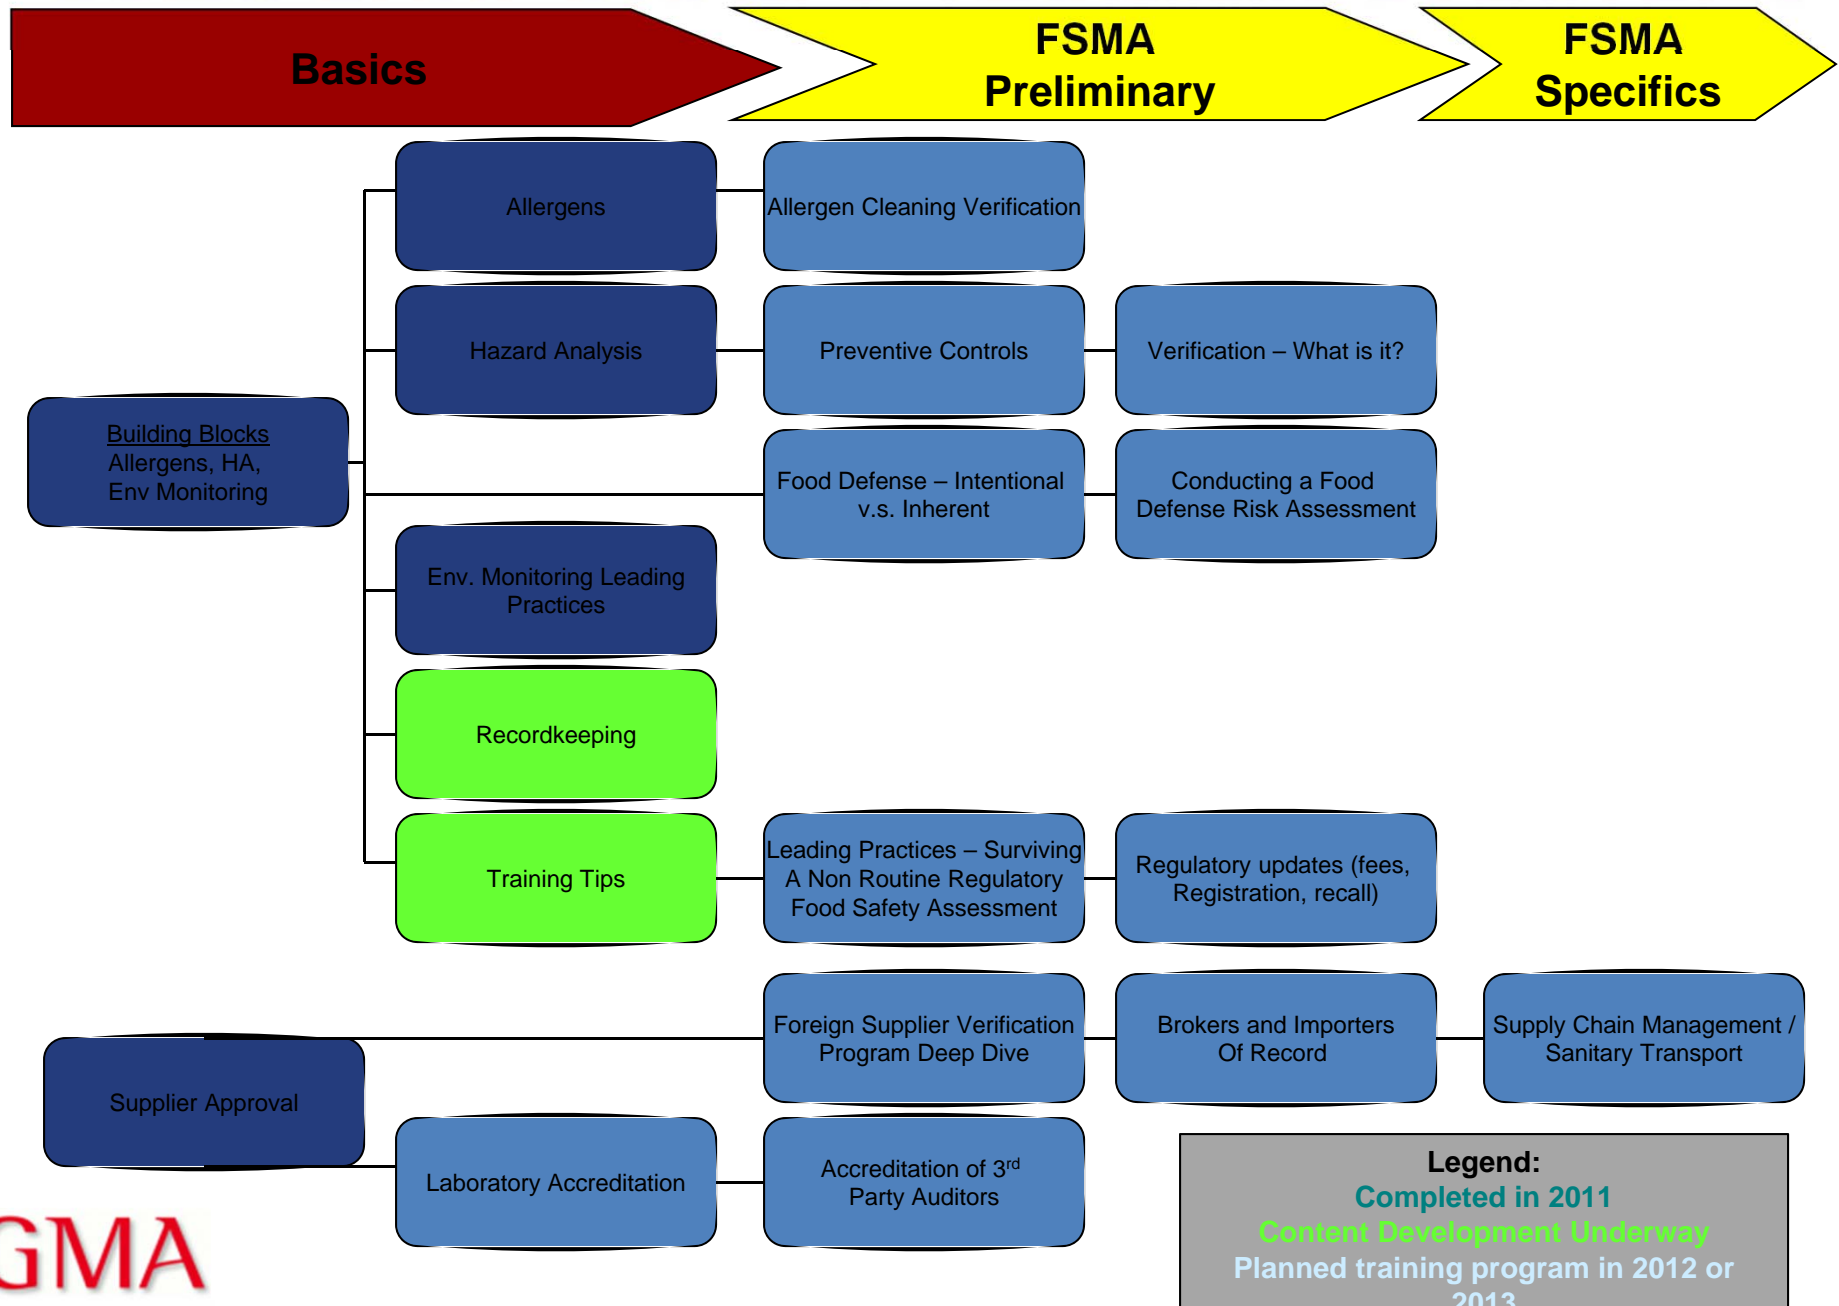 Basics
FSMA
Preliminary
FSMA
Specifics
Allergens
Allergen Cleaning Verification
Hazard Analysis
Preventive Controls
Verification – What is it?
Building Blocks
Allergens, HA,
Env Monitoring
Food Defense – Intentional
v.s. Inherent
Conducting a Food
Defense Risk Assessment
Env. Monitoring Leading
Practices
Recordkeeping
Training Tips
Leading Practices – Surviving
A Non Routine Regulatory
Food Safety Assessment
Regulatory updates (fees,
Registration, recall)
Supplier Approval
Foreign Supplier Verification
Program Deep Dive
Brokers and Importers
Of Record
Supply Chain Management /
Sanitary Transport
Laboratory Accreditation
Accreditation of 3rd
Party Auditors
Legend:
Completed in 2011
Content Development Underway
Planned training program in 2012 or
2013
GMA